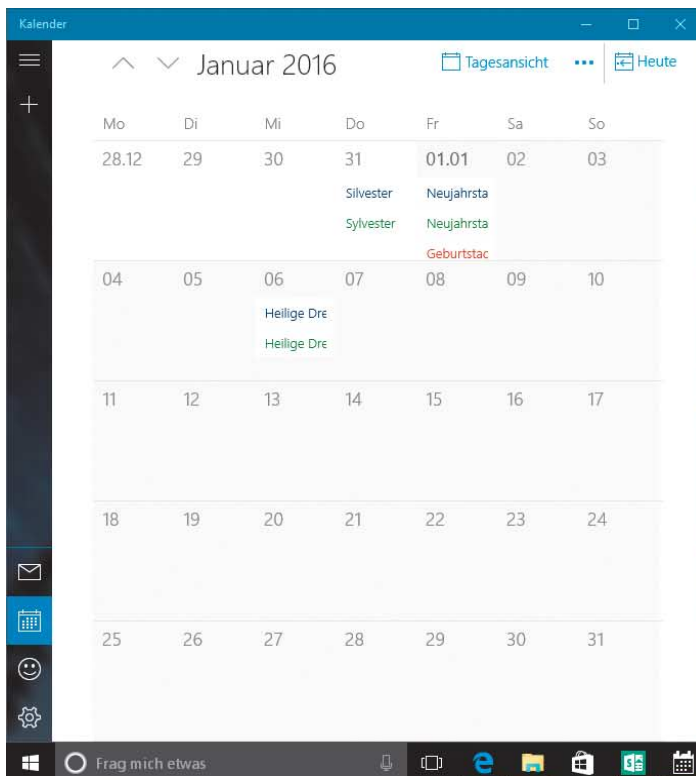 Kalender
Januar 2016
Tagesansicht
Heute
Mo Di Mi Do Fr Sa So
28.12 29 30 31 01.01 02 03
Silvester Neujahrsta
Sylvester Neujahrsta
Geburtstag
04 05 06 07 08 09 10
Heilige Dre
Heilige Dre
11 12 13 14 15 16 17
18 19 20 21 22 23 24
25 26 27 28 29 30 31
Frag mich etwas